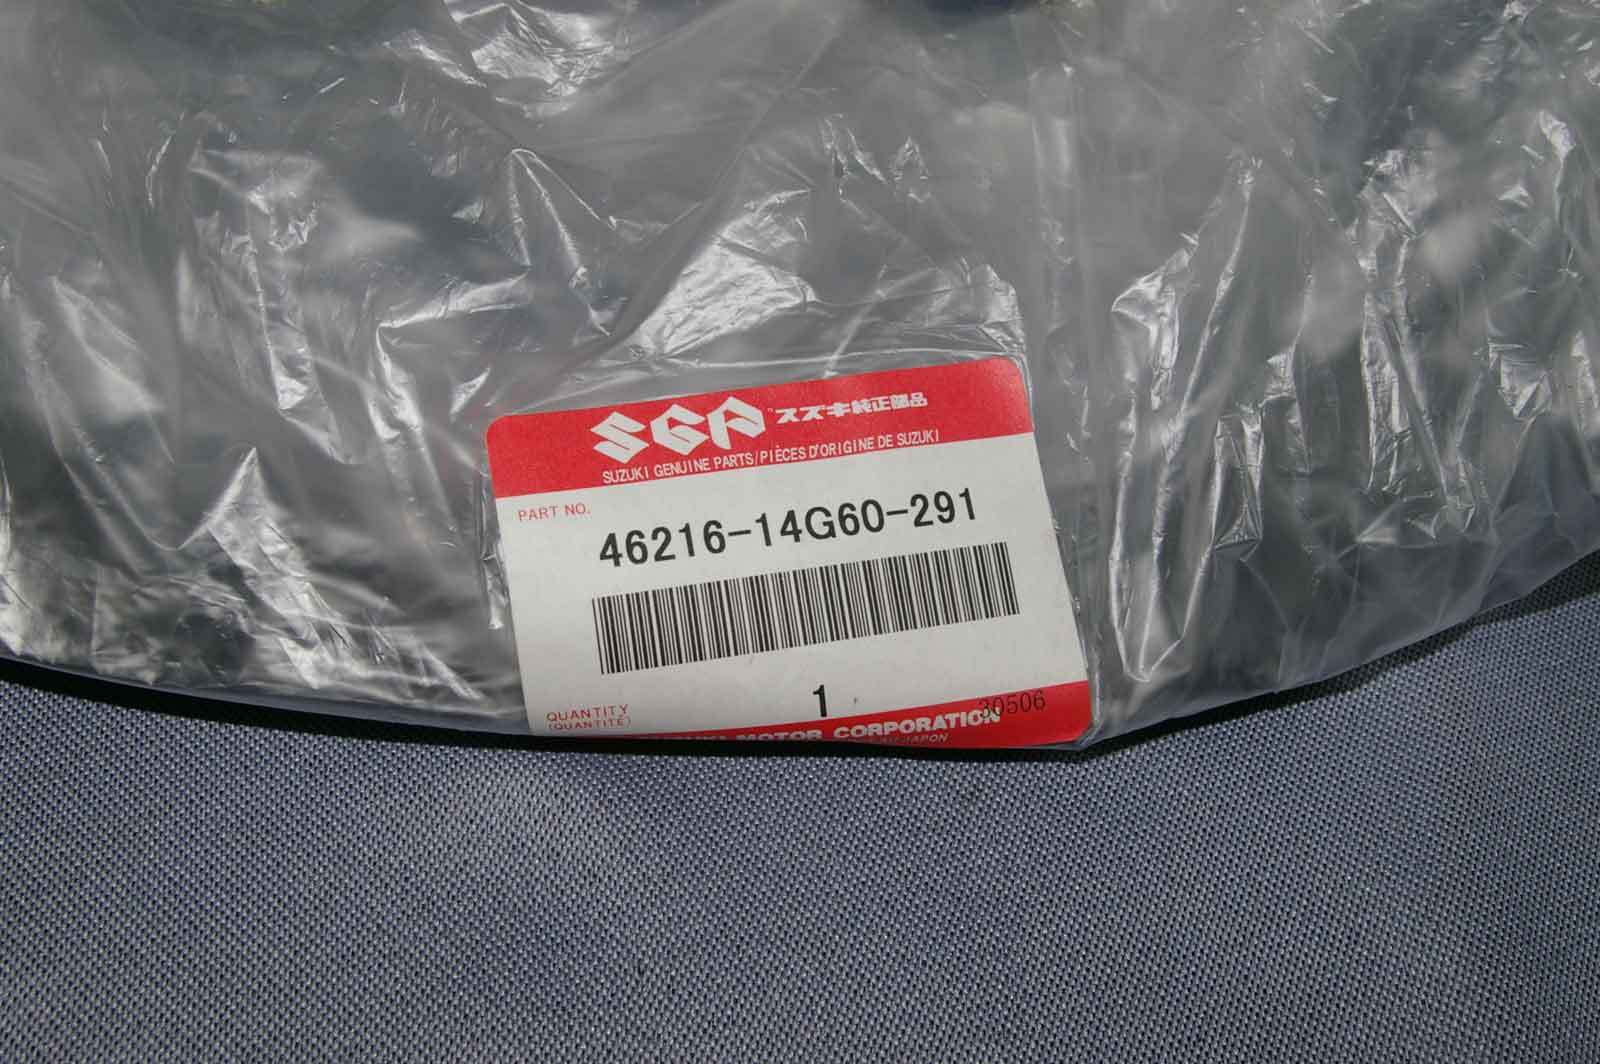 SGP スズキ純正部品
SUZUKI GENUINE PARTS/PIÈCES D'ORIGINE DE SUZUKI
PART NO.
46216-14G60-291
QUANTITY
(QUANTITÉ)
1
30506
MOTOR CORPORATION
JAPON